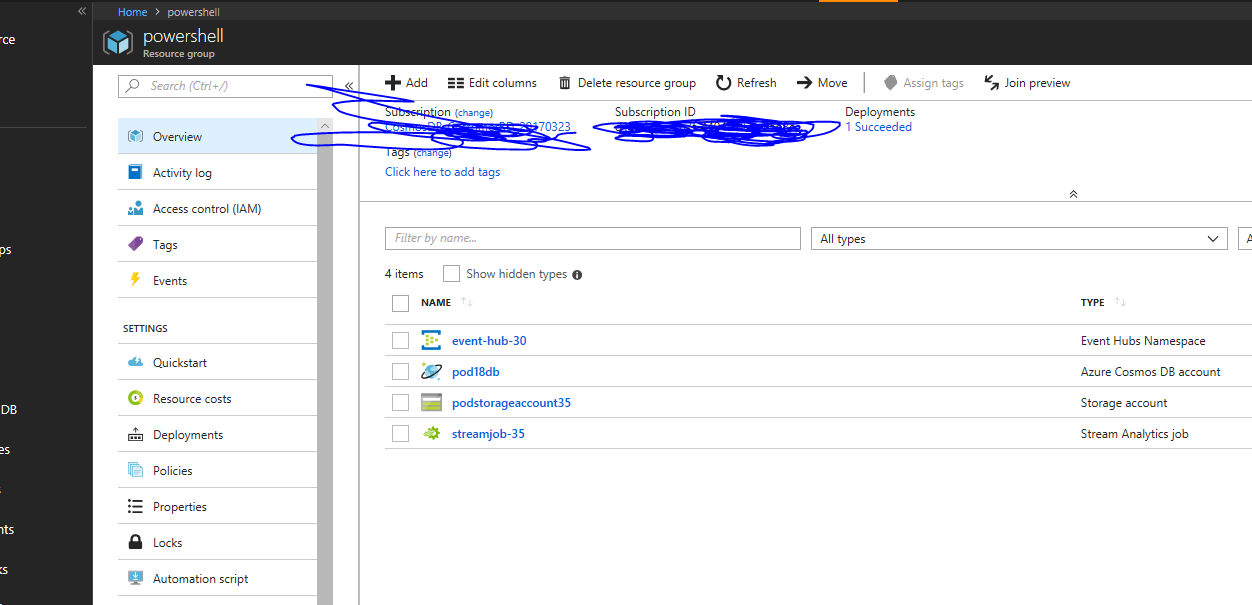 Home > powershell
powershell
Resource group
rce
ps
DB
es
s
nts
ks
Search (Ctrl+/)
Overview
Activity log
Access control (IAM)
Tags
Events
SETTINGS
Quickstart
Resource costs
Deployments
Policies
Properties
Locks
Automation script
Add Edit columns Delete resource group Refresh Move Assign tags Join preview
Subscription (change) Subscription ID Deployments
1 Succeeded
Tags (change)
Click here to add tags
Filter by name... All types A
4 items Show hidden types
NAME TYPE
event-hub-30 Event Hubs Namespace
pod18db Azure Cosmos DB account
podstorageaccount35 Storage account
streamjob-35 Stream Analytics job